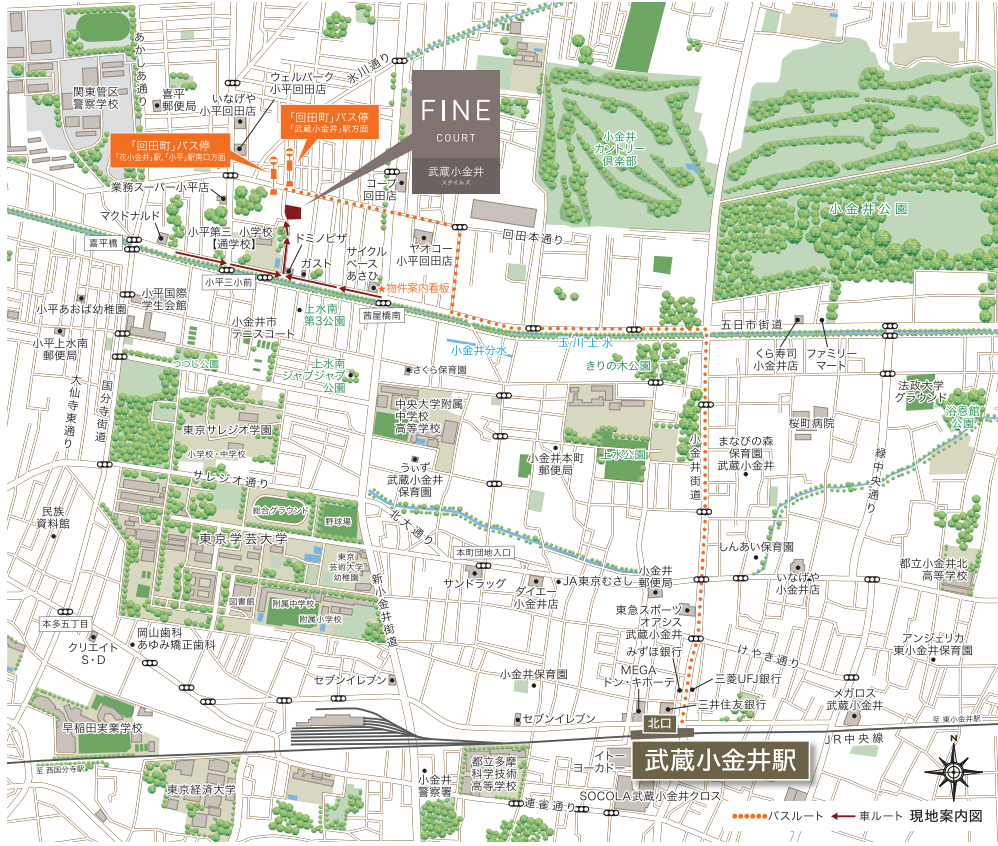 あかしあ通り
関東管区
警察学校
喜平
郵便局
ウェルパーク
小平回田店
いなげや
小平回田店
氷川通り
「回田町」バス停
「武蔵小金井」駅方面
「回田町」バス停
「花小金井」駅、「小平」駅南口方面
FINE
COURT
武蔵小金井
スタイルズ
小金井
カントリー
倶楽部
小金井公園
業務スーパー小平店
コープ
回田店
マクドナルド
小平第三小学校
【通学校】
ドミノピザ
ガスト
サイクル
ベース
あさひ
ヤオコー
小平回田店
回田本通り
喜平橋
小平三小前
★物件案内看板
茜屋橋南
小平国際
学生会館
小平あおば幼稚園
小金井市
テニスコート
上水南
第3公園
五日市街道
小平上水南
郵便局
つつじ公園
上水南
ジャブジャブ
公園
小金井分水
玉川上水
きりの木公園
くら寿司
小金井店
ファミリー
マート
さくら保育園
大仙寺東通り
国分寺街道
東京サレジオ学園
小学校・中学校
中央大学附属
中学校
高等学校
法政大学
グラウンド
浴恩館
公園
桜町病院
小金井街道
まなびの森
保育園
武蔵小金井
緑中央通り
小金井本町
郵便局
上水公園
うぃず
武蔵小金井
保育園
サレジオ通り
総合グラウンド
野球場
北大通り
民族
資料館
東京学芸大学
東京
芸術大学
幼稚園
本町団地入口
サンドラッグ
ダイエー
小金井店
JA東京むさし
小金井
郵便局
しんあい保育園
いなげや
小金井店
都立小金井北
高等学校
図書館
附属中学校
附属小学校
新小金井街道
東急スポーツ
オアシス
武蔵小金井
本多五丁目
クリエイト
S・D
岡山歯科
あゆみ矯正歯科
みずほ銀行
けやき通り
アンジェリカ
東小金井保育園
セブンイレブン
小金井保育園
MEGA
ドン・キホーテ
三菱UFJ銀行
三井住友銀行
メガロス
武蔵小金井
早稲田実業学校
セブンイレブン
北口
至 東小金井駅
JR中央線
至 西国分寺駅
イトー
ヨーカドー
武蔵小金井駅
N
東京経済大学
小金井
警察署
都立多摩
科学技術
高等学校
連雀通り
SOCOLA武蔵小金井クロス
バスルート
車ルート
現地案内図